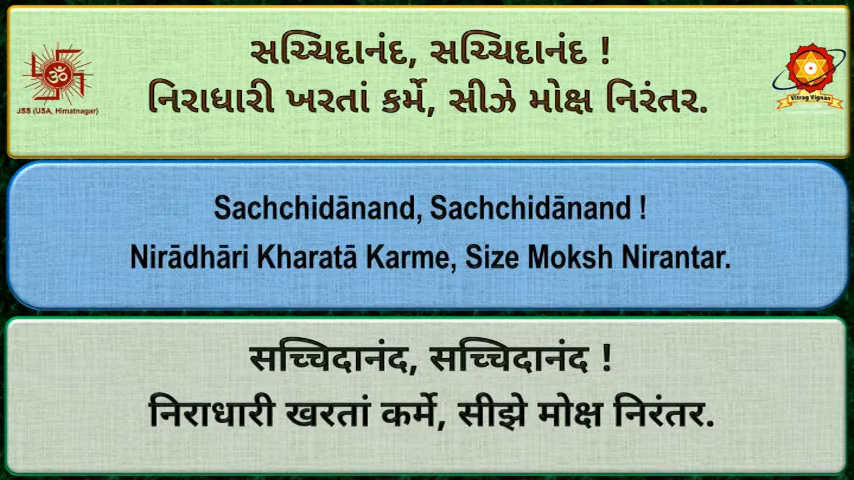 સચ્ચિદાનંદ, સચ્ચિદાનંદ !
નિરાધારી ખરતાં કર્મે, સીઝે મોક્ષ નિરંતર.
JSS (USA, Himatnagar)
Vitrag Vignan
Sachchidānand, Sachchidānand !
Nirādhāri Kharatā Karme, Size Moksh Nirantar.
सच्चिदानंद, सच्चिदानंद !
निराधारी खरतां कर्मे, सीझे मोक्ष निरंतर.